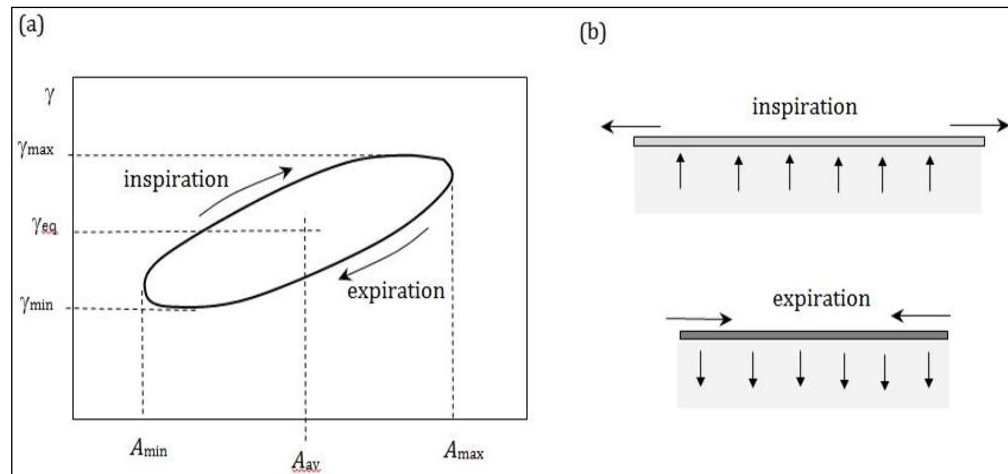 (a)
γ
γmax
inspiration
γeq
expiration
γmin
Amin
Aav
Amax
(b)
inspiration
expiration